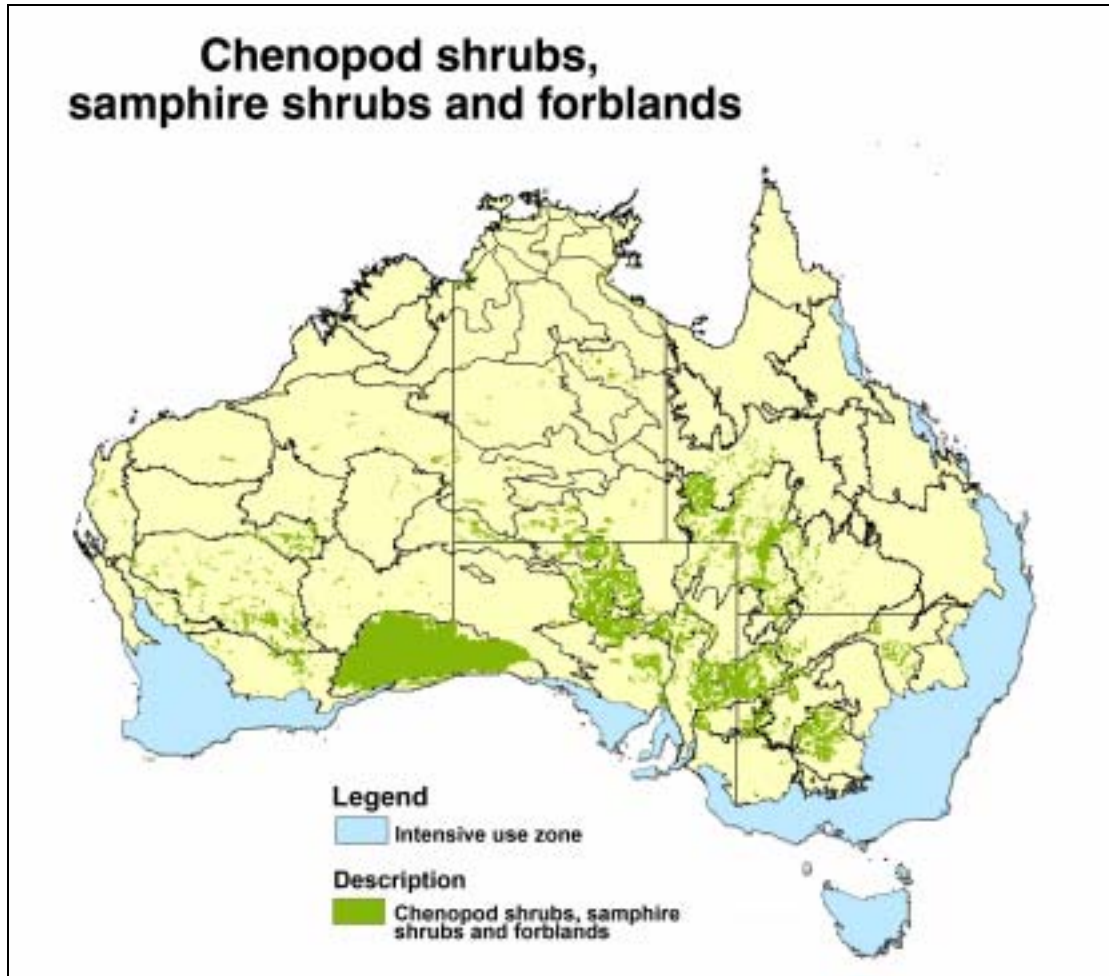 Chenopod shrubs,
samphire shrubs and forblands
Legend
Intensive use zone
Description
Chenopod shrubs, samphire
shrubs and forblands